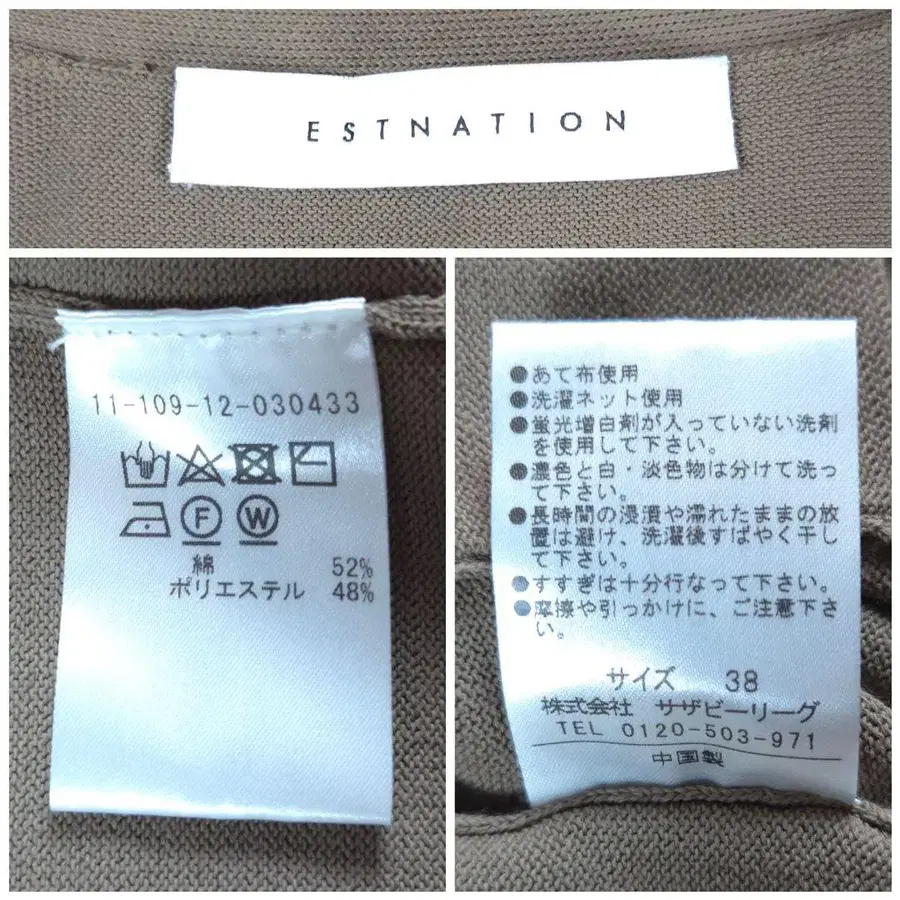 ESTNATION
11-109-12-030433
F W
綿 52%
ポリエステル 48%
●あて布使用
●洗濯ネット使用
●蛍光増白剤が入っていない洗剤
を使用して下さい。
●濃色と白・淡色物は分けて洗っ
て下さい。
●長時間の浸漬や濡れたままの放
置は避け、洗濯後すばやく干し
て下さい。
●すすぎは十分行なって下さい。
●摩擦や引っかけに、ご注意下さ
い。
サイズ 38
株式会社 サザビーリーグ
TEL 0120-503-971
中国製